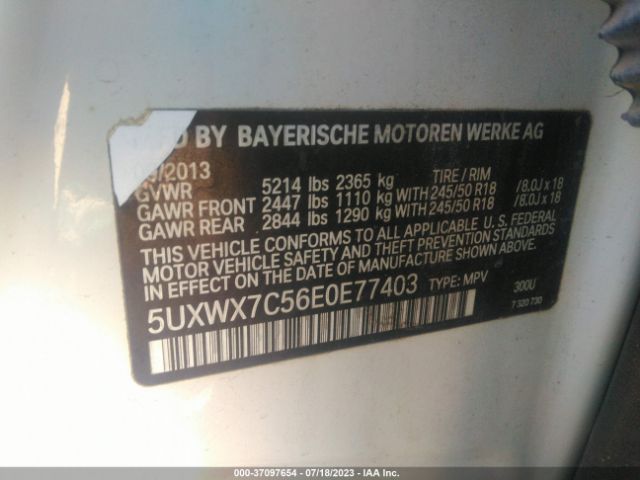 BY BAYERISCHE MOTOREN WERKE AG
/2013
GVWR 5214 lbs 2365 kg TIRE / RIM
GAWR FRONT 2447 lbs 1110 kg WITH 245/50 R18 /8.0J x 18
GAWR REAR 2844 lbs 1290 kg WITH 245/50 R18 /8.0J x 18
THIS VEHICLE CONFORMS TO ALL APPLICABLE U.S. FEDERAL
MOTOR VEHICLE SAFETY AND THEFT PREVENTION STANDARDS
IN EFFECT ON THE DATE OF MANUFACTURE SHOWN ABOVE.
5UXWX7C56E0E77403 TYPE: MPV 300U
7 320 730
000-37097654 - 07/18/2023 - IAA Inc.